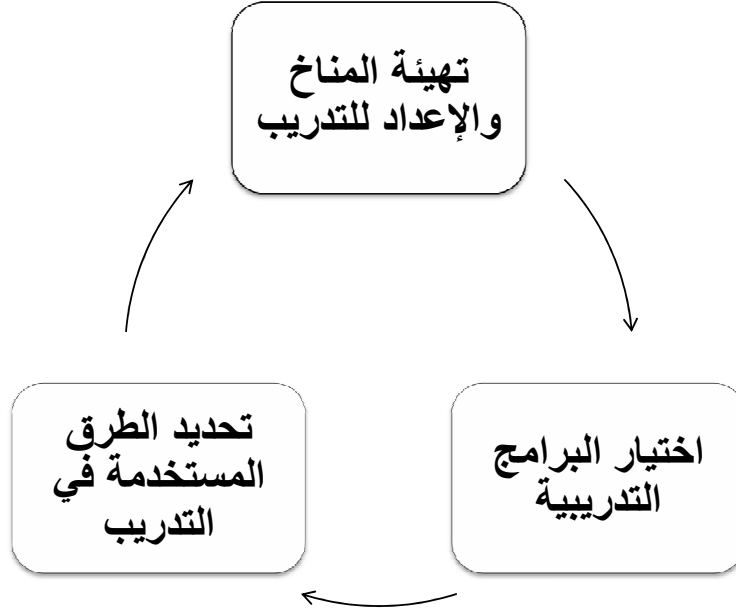 تهيئة المناخ
والإعداد للتدريب
اختيار البرامج
التدريبية
تحديد الطرق
المستخدمة في
التدريب